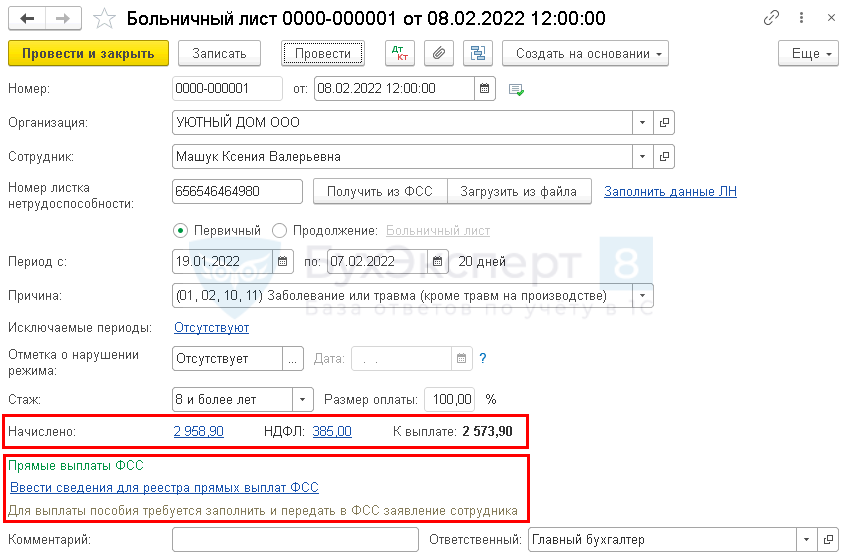 Больничный лист 0000-000001 от 08.02.2022 12:00:00
Провести и закрыть Записать Провести Дт Кт Создать на основании Еще
Номер: 0000-000001 от: 08.02.2022 12:00:00
Организация: УЮТНЫЙ ДОМ ООО
Сотрудник: Машук Ксения Валерьевна
Номер листка нетрудоспособности: 656546464980 Получить из ФСС Загрузить из файла Заполнить данные ЛН
Первичный Продолжение: Больничный лист
Период с: 19.01.2022 по: 07.02.2022 20 дней
БухЭксперт 8
Причина: (01, 02, 10, 11) Заболевание или травма (кроме травм на производстве)
База ответов по учету в 1С
Исключаемые периоды: Отсутствуют
Отметка о нарушении режима: Отсутствует ... Дата: . . ?
Стаж: 8 и более лет Размер оплаты: 100,00 %
Начислено: 2 958,90 НДФЛ: 385,00 К выплате: 2 573,90
Прямые выплаты ФСС
Ввести сведения для реестра прямых выплат ФСС
Для выплаты пособия требуется заполнить и передать в ФСС заявление сотрудника
Комментарий: Ответственный: Главный бухгалтер